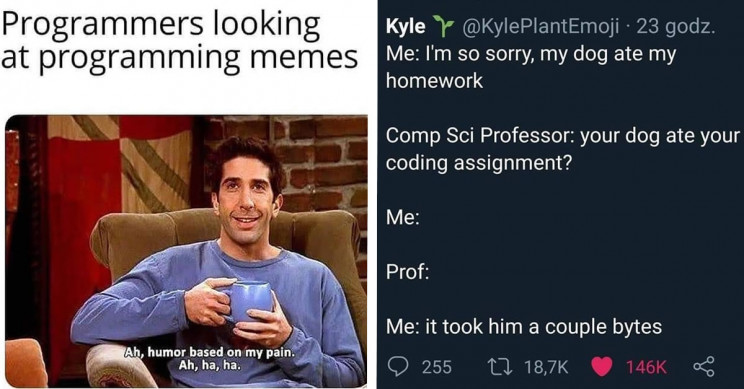 Programmers looking
at programming memes
Ah, humor based on my pain.
Ah, ha, ha.
Kyle 🌱 @KylePlantEmoji · 23 godz.
Me: I'm so sorry, my dog ate my
homework
Comp Sci Professor: your dog ate your
coding assignment?
Me:
Prof:
Me: it took him a couple bytes
255 18,7K 146K